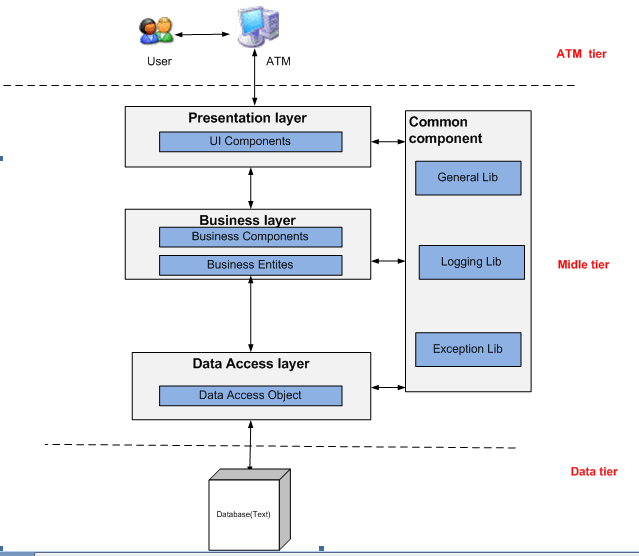 User
ATM
ATM tier
Presentation layer
UI Components
Common
component
General Lib
Business layer
Business Components
Business Entites
Logging Lib
Midle tier
Exception Lib
Data Access layer
Data Access Object
Data tier
Database(Text)